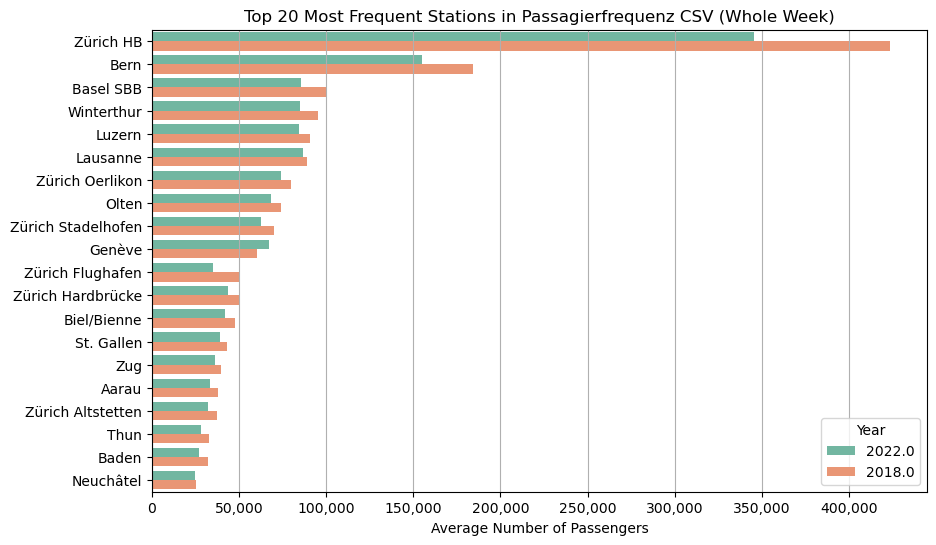 Top 20 Most Frequent Stations in Passagierfrequenz CSV (Whole Week)
Zürich HB
Bern
Basel SBB
Winterthur
Luzern
Lausanne
Zürich Oerlikon
Olten
Zürich Stadelhofen
Genève
Zürich Flughafen
Zürich Hardbrücke
Biel/Bienne
St. Gallen
Zug
Aarau
Zürich Altstetten
Thun
Baden
Neuchâtel
Year
2022.0
2018.0
0 50,000 100,000 150,000 200,000 250,000 300,000 350,000 400,000
Average Number of Passengers